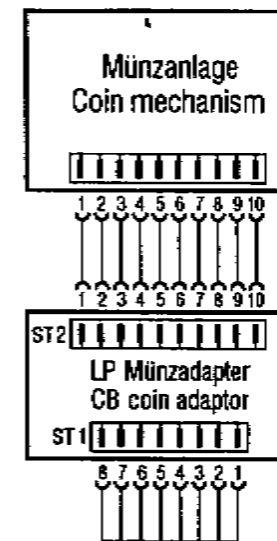 Münzanlage
Coin mechanism
1 2 3 4 5 6 7 8 9 10
1 2 3 4 5 6 7 8 9 10
ST2
LP Münzadapter
CB coin adaptor
ST1
8 7 6 5 4 3 2 1